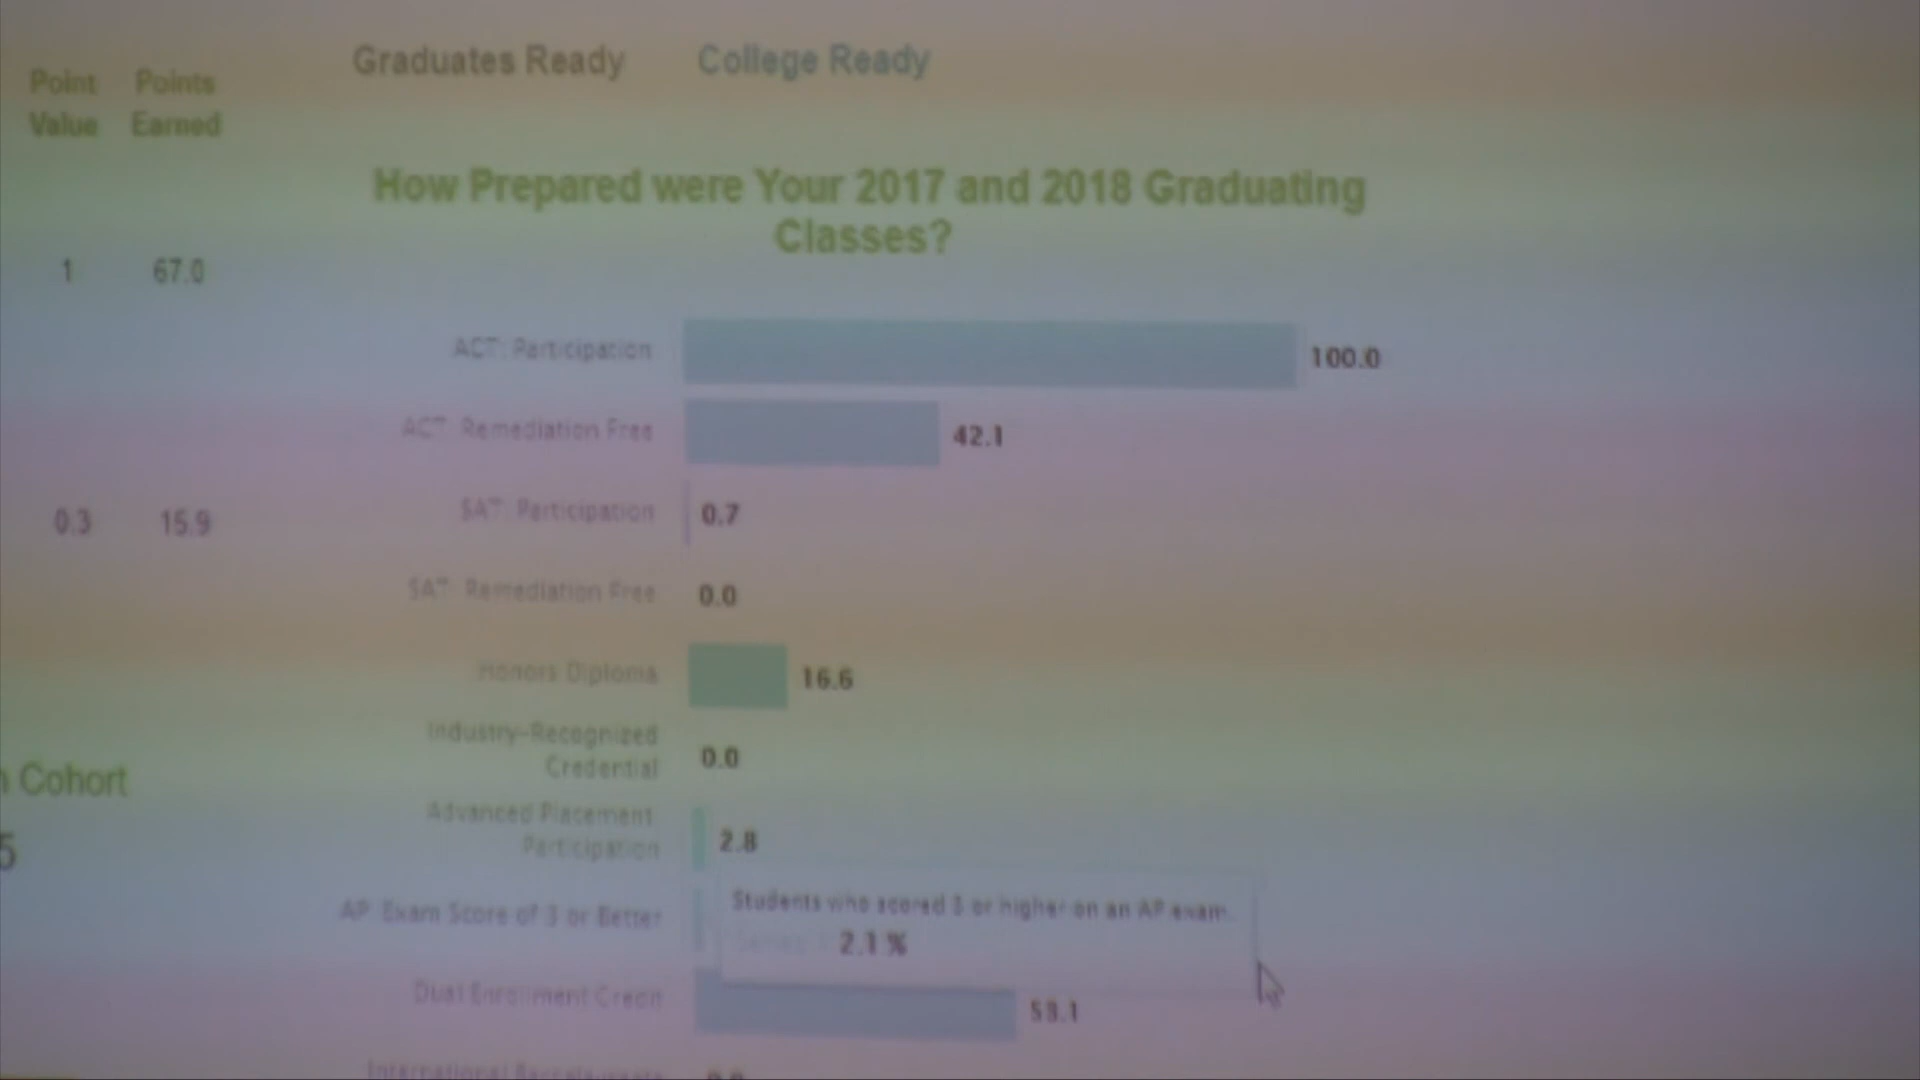 Graduates Ready College Ready
Point Points
Value Earned
How Prepared were Your 2017 and 2018 Graduating
Classes?
1 67.0
ACT: Participation 100.0
ACT: Remediation Free 42.1
0.3 15.9
SAT: Participation 0.7
SAT: Remediation Free 0.0
Honors Diploma 16.6
Industry-Recognized
Credential 0.0
n Cohort
Advanced Placement
Participation 2.8
5
AP Exam Score of 3 or Better
Students who scored 3 or higher on an AP exam.
2.1 %
Dual Enrollment Credit
International Baccalaureate 0.0